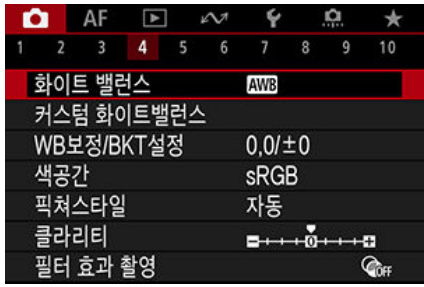 AF
1 2 3 4 5 6 7 8 9 10
화이트 밸런스 AWB
커스텀 화이트밸런스
WB보정/BKT설정 0,0/±0
색공간 sRGB
픽쳐스타일 자동
클라리티 0
필터 효과 촬영 OFF